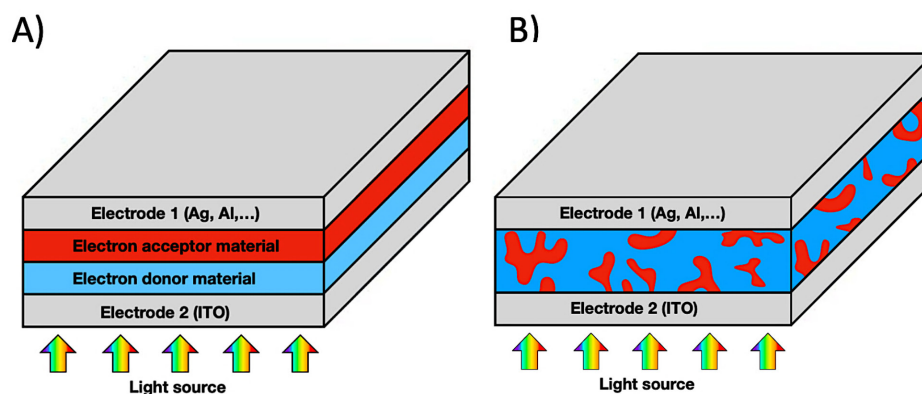 A)
Electrode 1 (Ag, Al,...)
Electron acceptor material
Electron donor material
Electrode 2 (ITO)
Light source
B)
Electrode 1 (Ag, Al,...)
Electrode 2 (ITO)
Light source